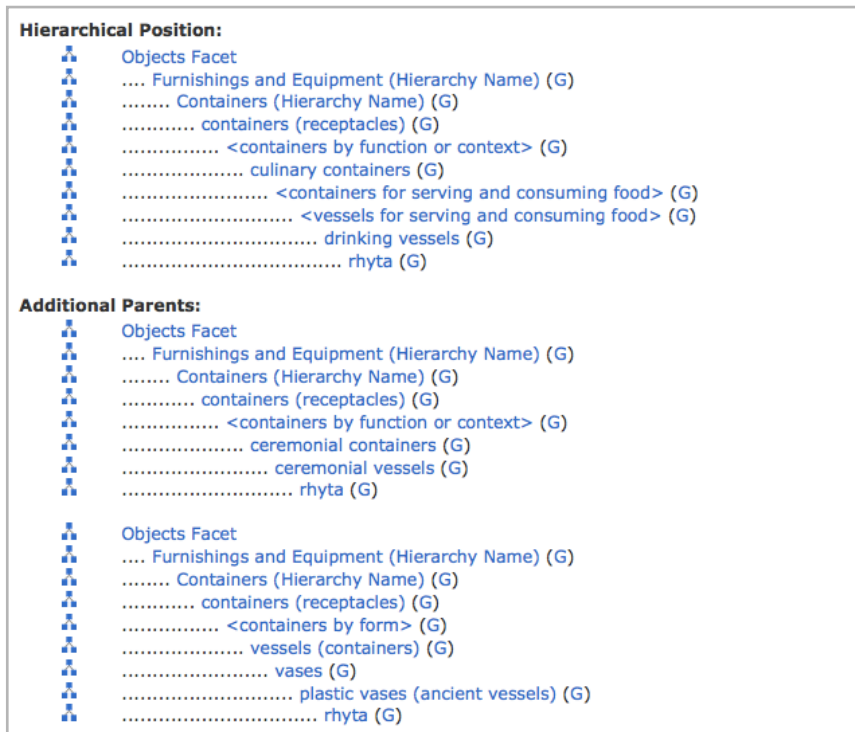 Hierarchical Position:
Objects Facet
.... Furnishings and Equipment (Hierarchy Name) (G)
........ Containers (Hierarchy Name) (G)
............ containers (receptacles) (G)
................ <containers by function or context> (G)
.................... culinary containers (G)
........................ <containers for serving and consuming food> (G)
............................ <vessels for serving and consuming food> (G)
................................ drinking vessels (G)
.................................... rhyta (G)
Additional Parents:
Objects Facet
.... Furnishings and Equipment (Hierarchy Name) (G)
........ Containers (Hierarchy Name) (G)
............ containers (receptacles) (G)
................ <containers by function or context> (G)
.................... ceremonial containers (G)
........................ ceremonial vessels (G)
............................ rhyta (G)
Objects Facet
.... Furnishings and Equipment (Hierarchy Name) (G)
........ Containers (Hierarchy Name) (G)
............ containers (receptacles) (G)
................ <containers by form> (G)
.................... vessels (containers) (G)
........................ vases (G)
............................ plastic vases (ancient vessels) (G)
................................ rhyta (G)